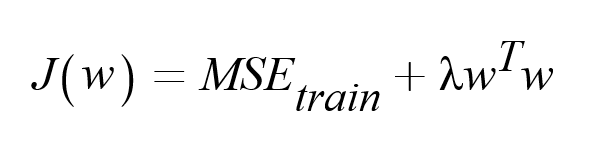 J(w) = MSE_train + λw^T w